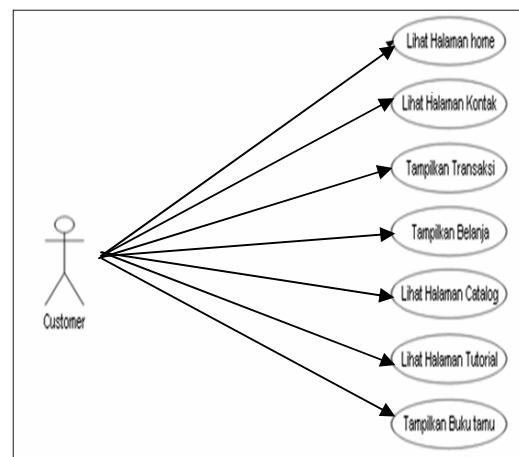 Lihat Halaman home
Lihat Halaman Kontak
Tampilkan Transaksi
Tampilkan Belanja
Customer
Lihat Halaman Catalog
Lihat Halaman Tutorial
Tampilkan Buku tamu